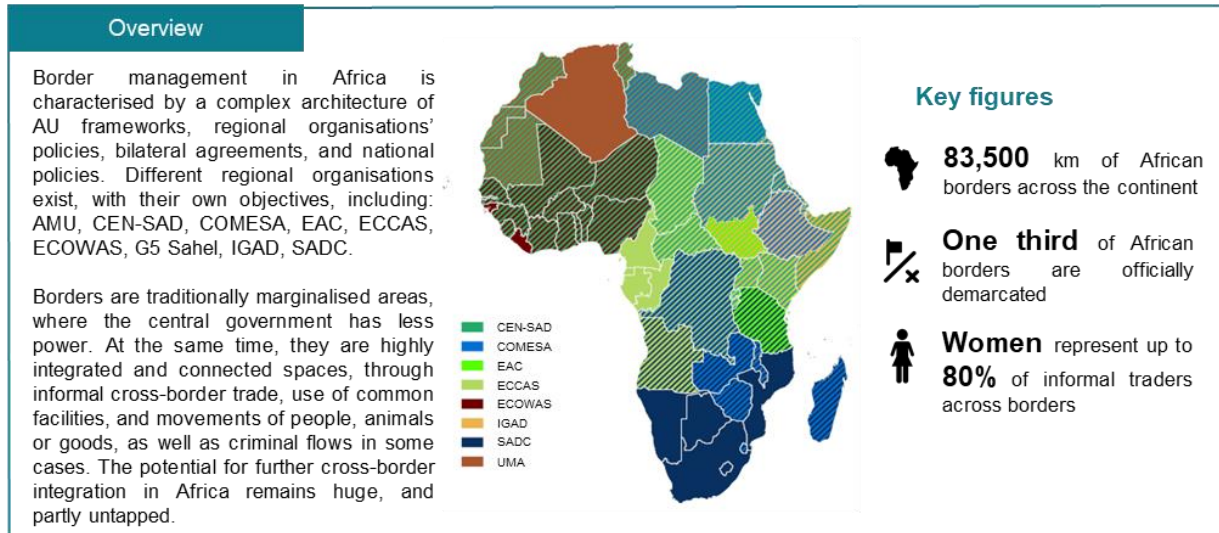 Overview
Border management in Africa is
characterised by a complex architecture of
AU frameworks, regional organisations’
policies, bilateral agreements, and national
policies. Different regional organisations
exist, with their own objectives, including:
AMU, CEN-SAD, COMESA, EAC, ECCAS,
ECOWAS, G5 Sahel, IGAD, SADC.
Borders are traditionally marginalised areas,
where the central government has less
power. At the same time, they are highly
integrated and connected spaces, through
informal cross-border trade, use of common
facilities, and movements of people, animals
or goods, as well as criminal flows in some
cases. The potential for further cross-border
integration in Africa remains huge, and
partly untapped.
CEN-SAD
COMESA
EAC
ECCAS
ECOWAS
IGAD
SADC
UMA
Key figures
83,500 km of African
borders across the continent
One third of African
borders are officially
demarcated
Women represent up to
80% of informal traders
across borders